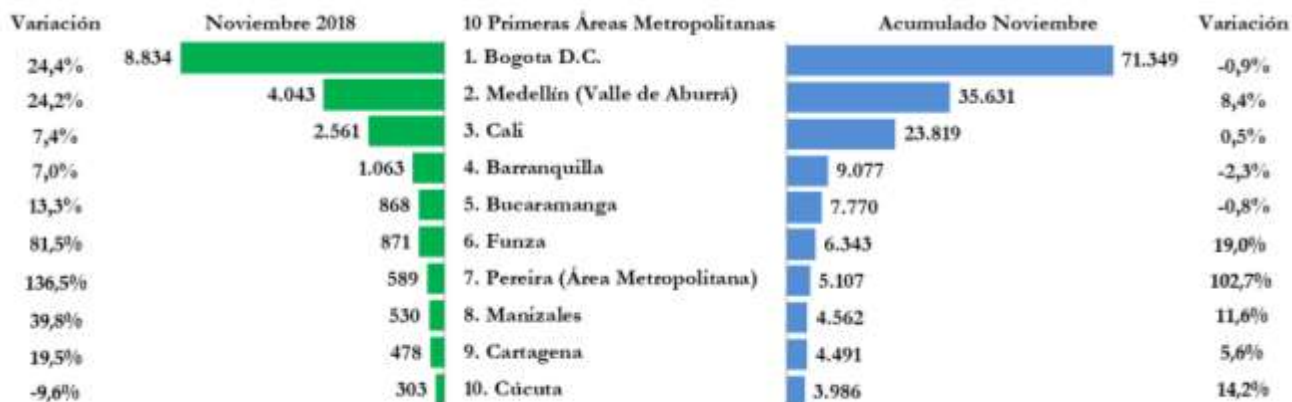 Variación Noviembre 2018 10 Primeras Áreas Metropolitanas Acumulado Noviembre Variación
24,4% 8.834 1. Bogota D.C. 71.349 -0,9%
24,2% 4.043 2. Medellín (Valle de Aburrá) 35.631 8,4%
7,4% 2.561 3. Cali 23.819 0,5%
7,0% 1.063 4. Barranquilla 9.077 -2,3%
13,3% 868 5. Bucaramanga 7.770 -0,8%
81,5% 871 6. Funza 6.343 19,0%
136,5% 589 7. Pereira (Área Metropolitana) 5.107 102,7%
39,8% 530 8. Manizales 4.562 11,6%
19,5% 478 9. Cartagena 4.491 5,6%
-9,6% 303 10. Cúcuta 3.986 14,2%